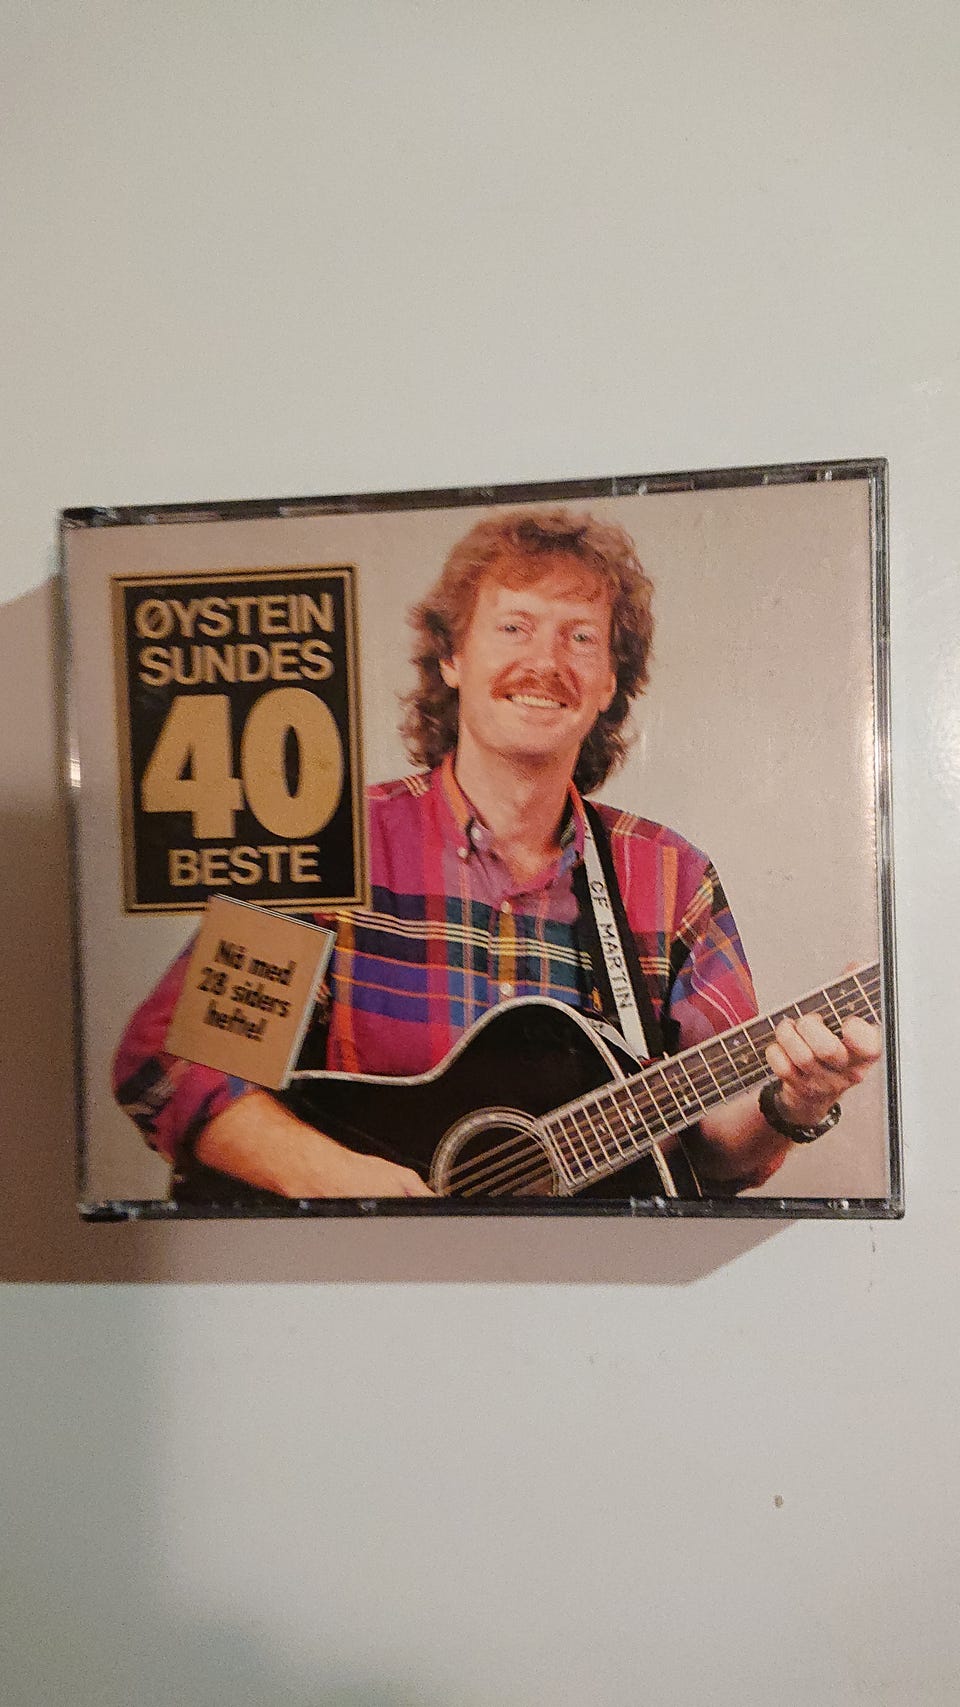 ØYSTEIN
SUNDES
40
BESTE
Nå med
28 siders
hefte!
CF MARTIN